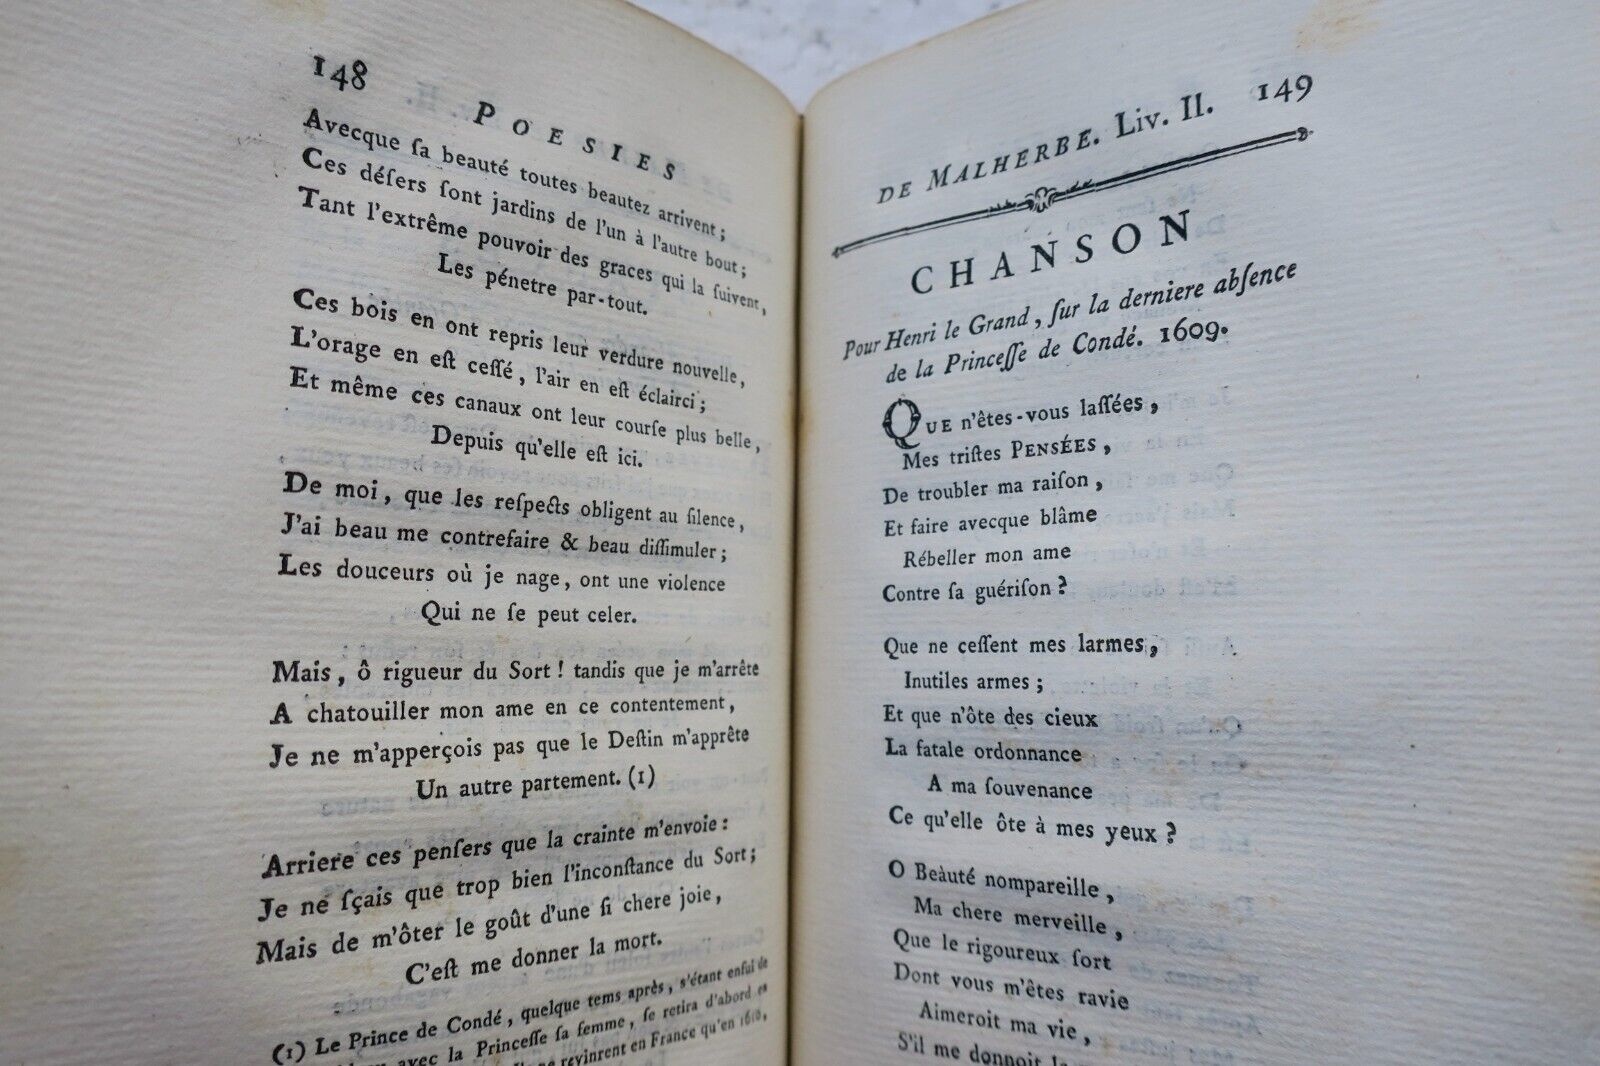 148
POESIES
Avecque ſa beauté toutes beautez arrivent ;
Ces déſers ſont jardins de l'un à l'autre bout ;
Tant l'extrême pouvoir des graces qui la ſuivent,
Les pénetre par-tout.
Ces bois en ont repris leur verdure nouvelle,
L'orage en eſt ceſſé, l'air en eſt éclairci ;
Et même ces canaux ont leur courſe plus belle,
Depuis qu'elle eſt ici.
De moi, que les reſpects obligent au ſilence,
J'ai beau me contrefaire & beau diſſimuler ;
Les douceurs où je nage, ont une violence
Qui ne ſe peut celer.
Mais, ô rigueur du Sort ! tandis que je m'arrête
A chatouiller mon ame en ce contentement,
Je ne m'apperçois pas que le Deſtin m'apprête
Un autre partement. (1)
Arriere ces penſers que la crainte m'envoie :
Je ne ſçais que trop bien l'inconſtance du Sort ;
Mais de m'ôter le goût d'une ſi chere joie,
C'eſt me donner la mort.
(1) Le Prince de Condé, quelque tems après, s'étant enfui de
avec la Princeſſe ſa femme, ſe retira d'abord en
revinrent en France qu'en 1610,
DE MALHERBE. Liv. II. 149
CHANSON
Pour Henri le Grand, ſur la derniere abſence
de la Princeſſe de Condé. 1609.
QUE n'êtes-vous laſſées,
Mes triſtes PENSÉES,
De troubler ma raiſon,
Et faire avecque blâme
Rébeller mon ame
Contre ſa guériſon ?
Que ne ceſſent mes larmes,
Inutiles armes ;
Et que n'ôte des cieux
La fatale ordonnance
A ma ſouvenance
Ce qu'elle ôte à mes yeux ?
O Beàuté nompareille,
Ma chere merveille,
Que le rigoureux ſort
Dont vous m'êtes ravie
Aimeroit ma vie,
S'il me donnoit